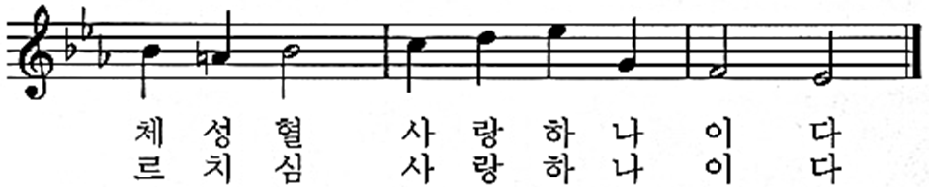 체 성 혈 사 랑 하 나 이 다
르 치 심 사 랑 하 나 이 다